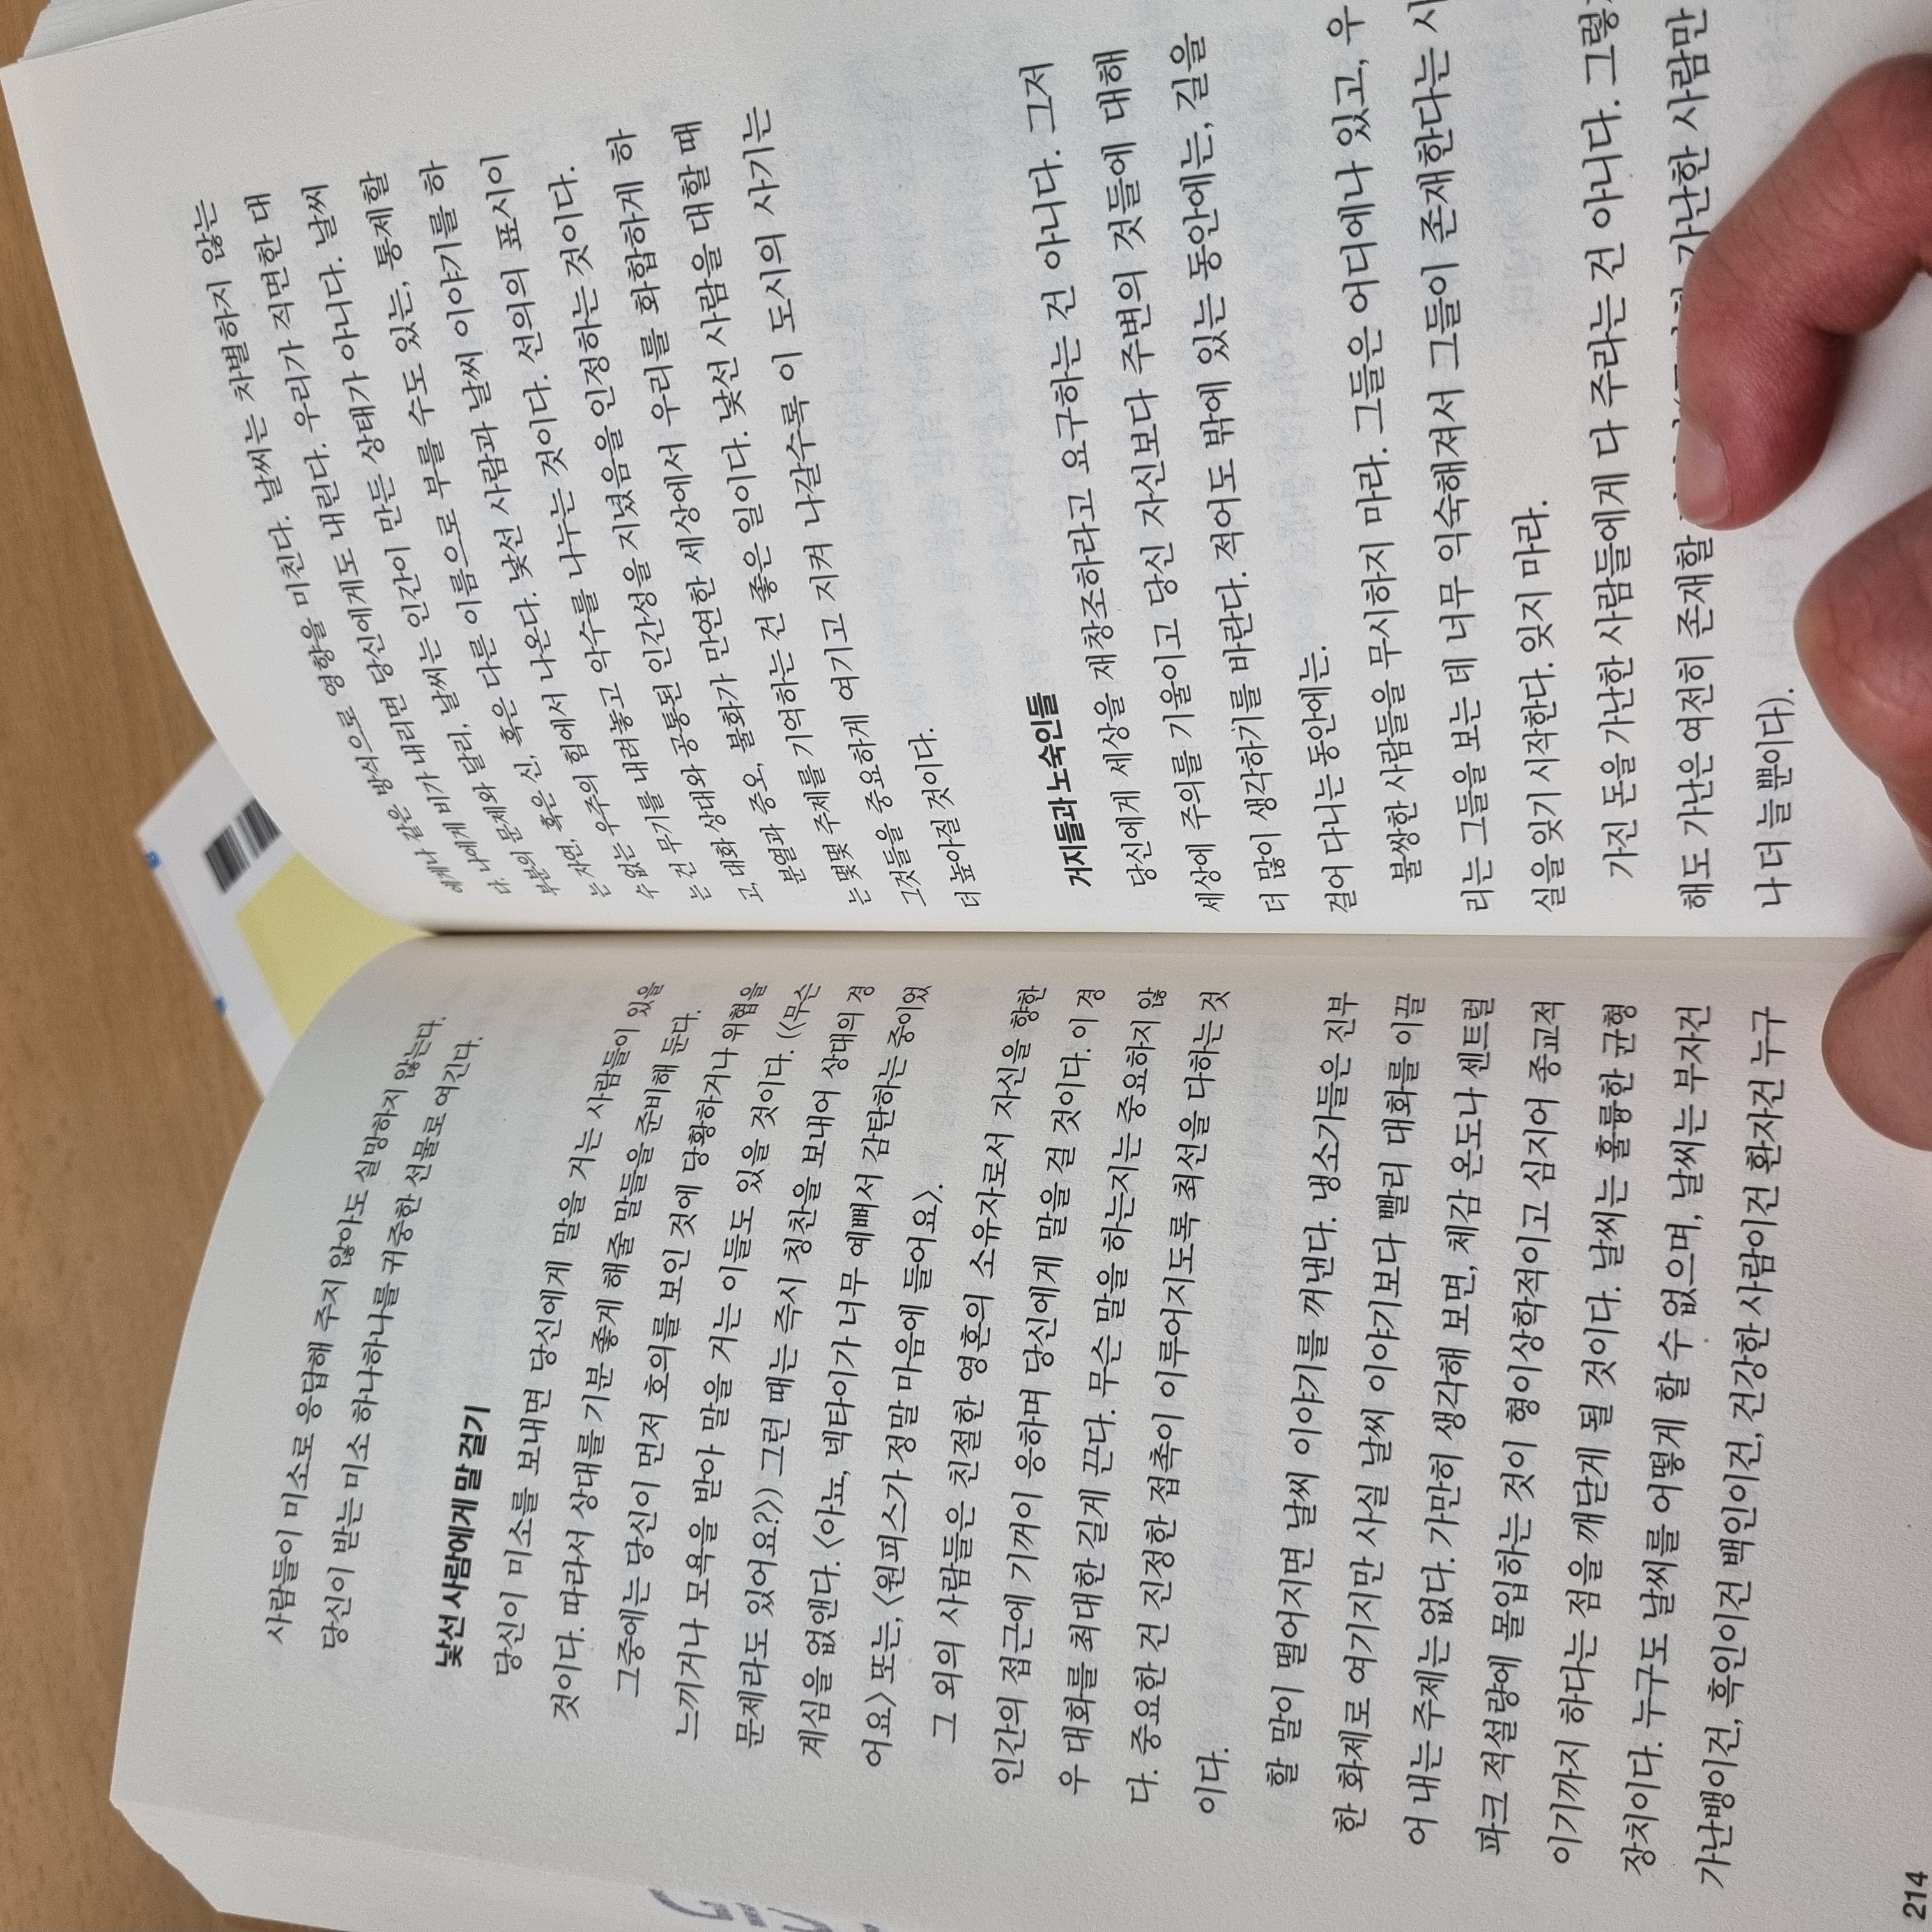 사람들이 미소로 응답해 주지 않아도 실망하지 않는다.
당신이 받는 미소 하나하나를 귀중한 선물로 여긴다.
낯선 사람에게 말 걸기
당신이 미소를 보내면 당신에게 말을 거는 사람들이 있을
것이다. 따라서 상대를 기분 좋게 해줄 말들을 준비해 둔다.
그중에는 당신이 먼저 호의를 보인 것에 당황하거나 위협을
느끼거나 모욕을 받아 말을 거는 이들도 있을 것이다. (〈무슨
문제라도 있어요?〉) 그런 때는 즉시 칭찬을 보내어 상대의 경
계심을 없앤다. 〈아뇨, 넥타이가 너무 예뻐서 감탄하는 중이었
어요〉 또는, 〈원피스가 정말 마음에 들어요〉.
그 외의 사람들은 친절한 영혼의 소유자로서 자신을 향한
인간의 접근에 기꺼이 응하며 당신에게 말을 걸 것이다. 이 경
우 대화를 최대한 길게 끈다. 무슨 말을 하는지는 중요하지 않
다. 중요한 건 진정한 접촉이 이루어지도록 최선을 다하는 것
이다.
할 말이 떨어지면 날씨 이야기를 꺼낸다. 냉소가들은 진부
한 화제로 여기지만 사실 날씨 이야기보다 빨리 대화를 이끌
어 내는 주제는 없다. 가만히 생각해 보면, 체감 온도나 센트럴
파크 적설량에 몰입하는 것이 형이상학적이고 심지어 종교적
이기까지 하다는 점을 깨닫게 될 것이다. 날씨는 훌륭한 균형
장치이다. 누구도 날씨를 어떻게 할 수 없으며, 날씨는 부자건
가난뱅이건, 흑인이건 백인이건, 건강한 사람이건 환자건 누구
214
에게나 같은 방식으로 영향을 미친다. 날씨는 차별하지 않는
다. 나에게 비가 내리면 당신에게도 내린다. 우리가 직면한 대
부분의 문제와 달리, 날씨는 인간이 만든 상태가 아니다. 날씨
는 자연, 혹은 신, 혹은 다른 이름으로 부를 수도 있는, 통제할
수 없는 우주의 힘에서 나온다. 낯선 사람과 날씨 이야기를 하
는 건 무기를 내려놓고 악수를 나누는 것이다. 선의의 표시이
고, 대화 상대와 공통된 인간성을 지녔음을 인정하는 것이다.
분열과 증오, 불화가 만연한 세상에서 우리를 화합하게 하
는 몇몇 주제를 기억하는 건 좋은 일이다. 낯선 사람을 대할 때
그것들을 중요하게 여기고 지켜 나갈수록 이 도시의 사기는
더 높아질 것이다.
거지들과 노숙인들
당신에게 세상을 재창조하라고 요구하는 건 아니다. 그저
세상에 주의를 기울이고 당신 자신보다 주변의 것들에 대해
더 많이 생각하기를 바란다. 적어도 밖에 있는 동안에는, 길을
걸어 다니는 동안에는.
불쌍한 사람들을 무시하지 마라. 그들은 어디에나 있고, 우
리는 그들을 보는 데 너무 익숙해져서 그들이 존재한다는 사
실을 잊기 시작한다. 잊지 마라.
가진 돈을 가난한 사람들에게 다 주라는 건 아니다.
해도 가난은 여전히 존재할 가난한 사람만
나 더 늘 뿐이다).